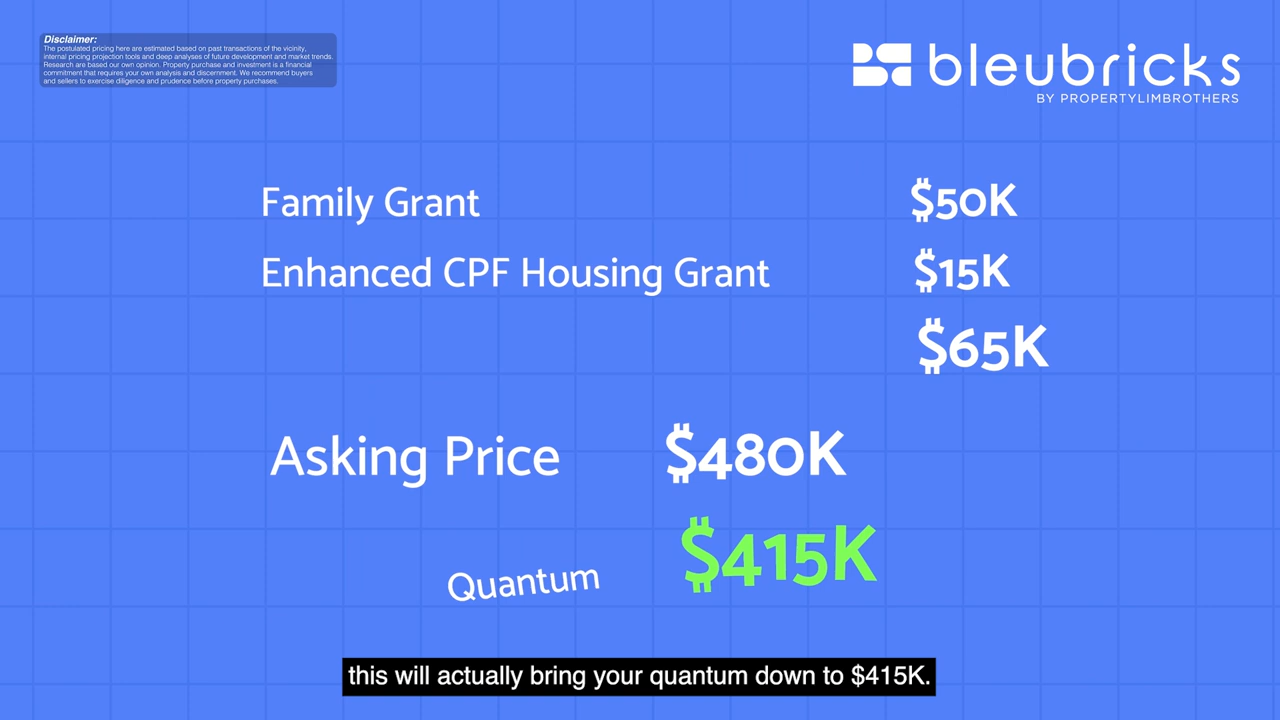 Disclaimer:
The postulated pricing here are estimated based on past transactions of the vicinity,
internal pricing projection tools and deep analyses of future development and market trends.
Research are based our own opinion. Property purchase and investment is a financial
commitment that requires your own analysis and discernment. We recommend buyers
and sellers to exercise diligence and prudence before property purchases.
bleubricks
BY PROPERTYLIMBROTHERS
Family Grant $50K
Enhanced CPF Housing Grant $15K
$65K
Asking Price $480K
Quantum $415K
this will actually bring your quantum down to $415K.